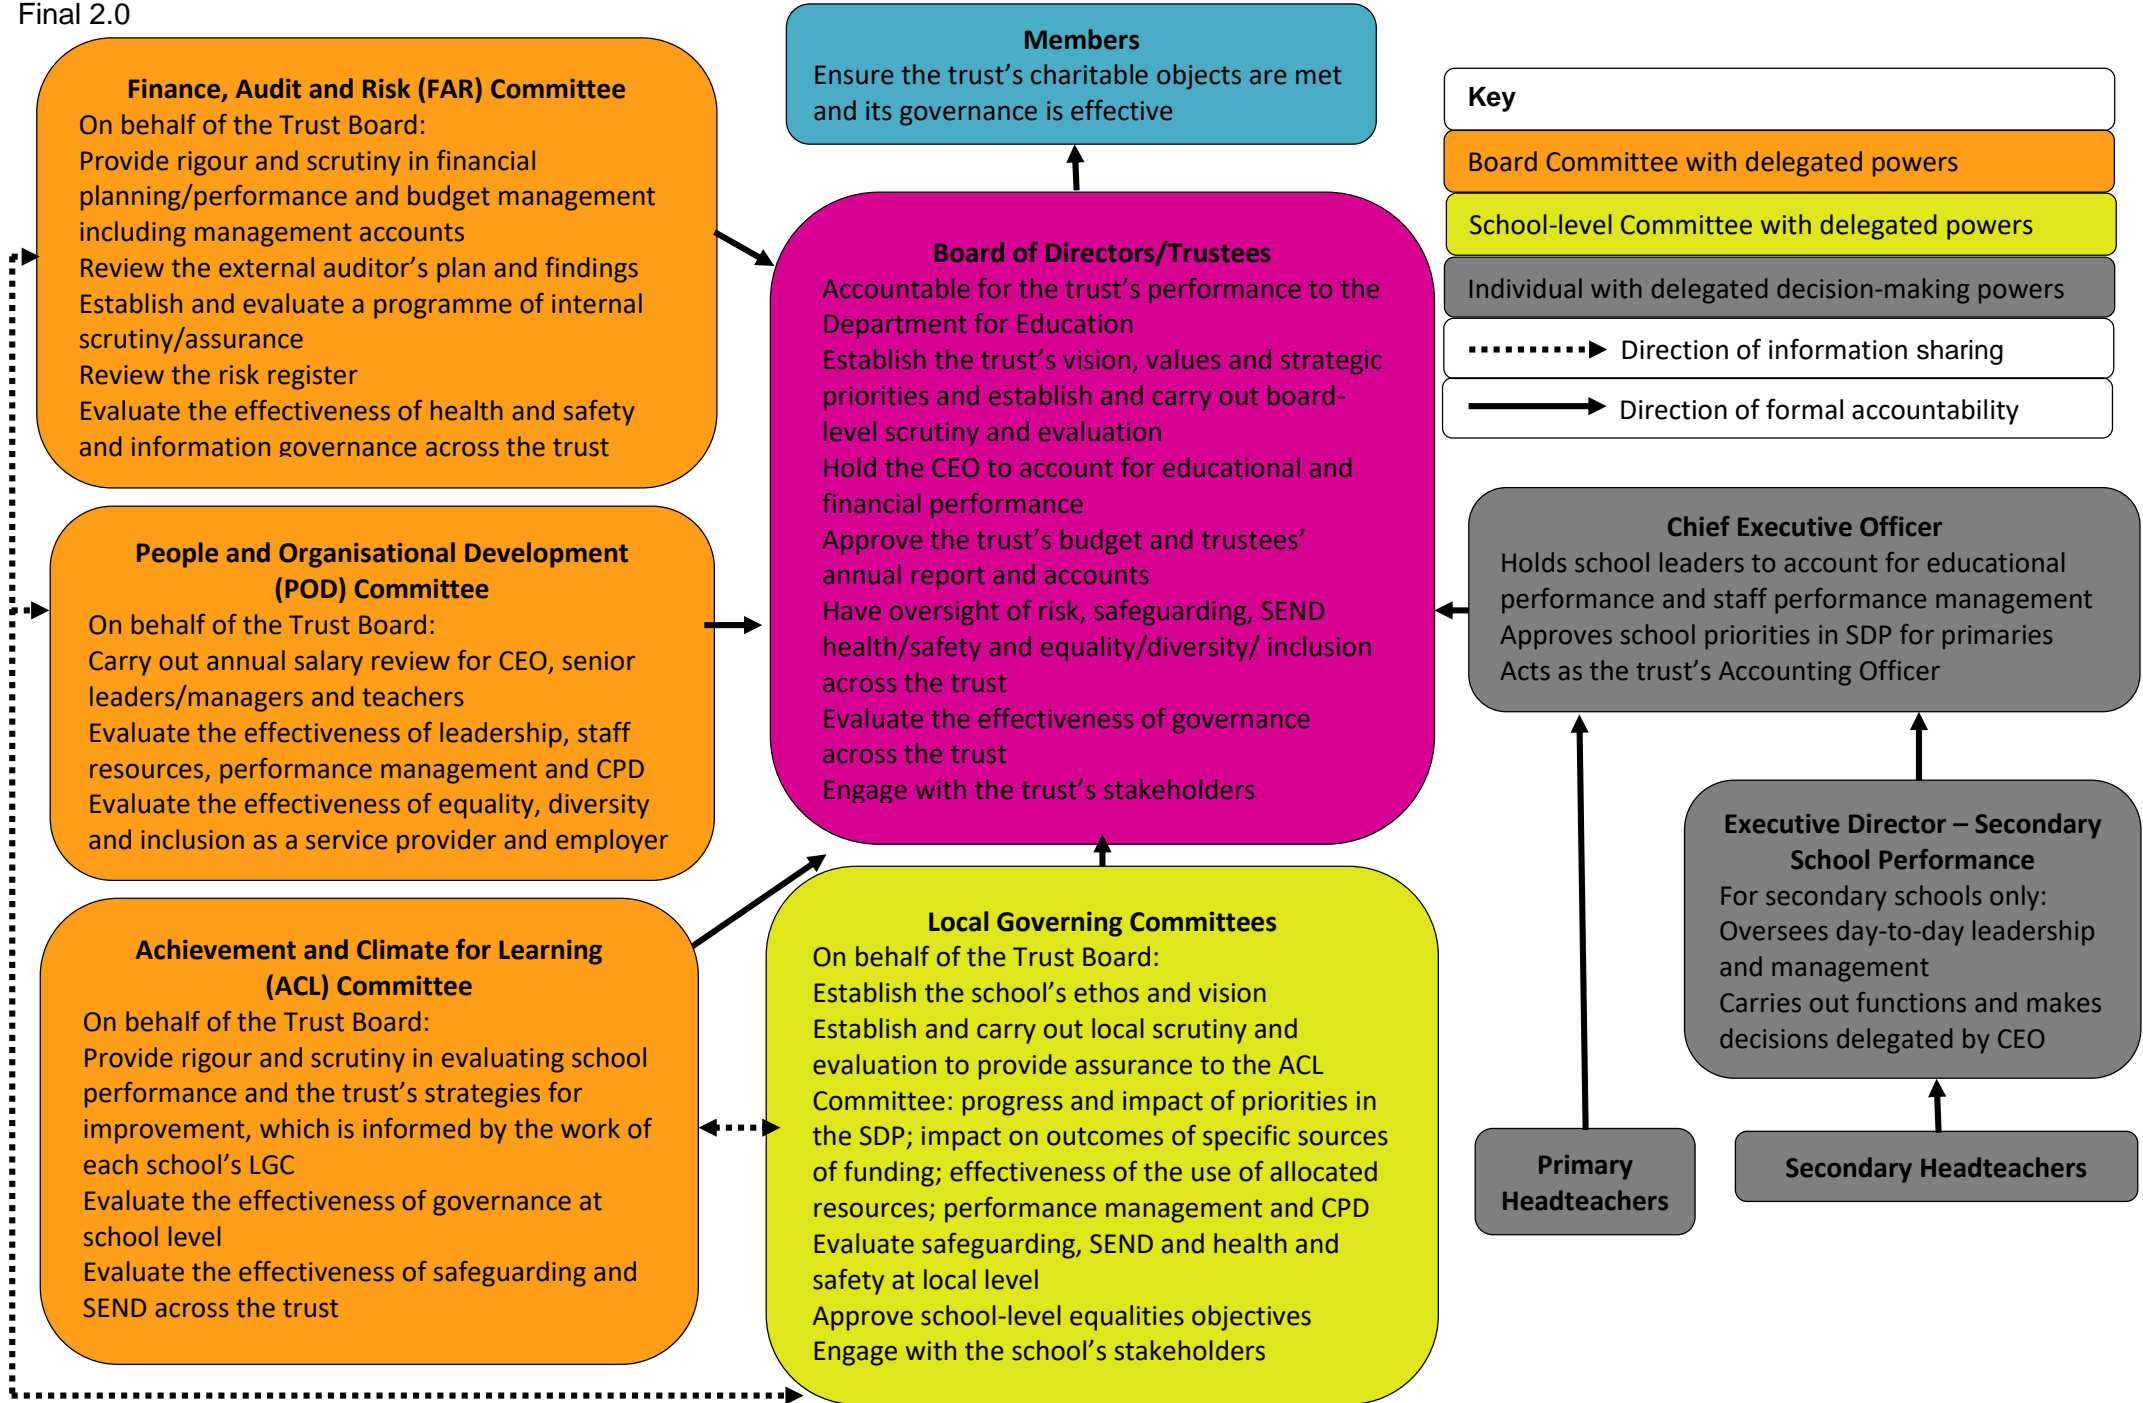 Final 2.0
Finance, Audit and Risk (FAR) Committee
On behalf of the Trust Board:
Provide rigour and scrutiny in financial
planning/performance and budget management
including management accounts
Review the external auditor's plan and findings
Establish and evaluate a programme of internal
scrutiny/assurance
Review the risk register
Evaluate the effectiveness of health and safety
and information governance across the trust
People and Organisational Development
(POD) Committee
On behalf of the Trust Board:
Carry out annual salary review for CEO, senior
leaders/managers and teachers
Evaluate the effectiveness of leadership, staff
resources, performance management and CPD
Evaluate the effectiveness of equality, diversity
and inclusion as a service provider and employer
Achievement and Climate for Learning
(ACL) Committee
On behalf of the Trust Board:
Provide rigour and scrutiny in evaluating school
performance and the trust's strategies for
improvement, which is informed by the work of
each school's LGC
Evaluate the effectiveness of governance at
school level
Evaluate the effectiveness of safeguarding and
SEND across the trust
Members
Ensure the trust's charitable objects are met
and its governance is effective
Board of Directors/Trustees
Accountable for the trust's performance to the
Department for Education
Establish the trust's vision, values and strategic
priorities and establish and carry out board-
level scrutiny and evaluation
Hold the CEO to account for educational and
financial performance
Approve the trust's budget and trustees'
annual report and accounts
Have oversight of risk, safeguarding, SEND
health/safety and equality/diversity/ inclusion
across the trust
Evaluate the effectiveness of governance
across the trust
Engage with the trust's stakeholders
Local Governing Committees
On behalf of the Trust Board:
Establish the school's ethos and vision
Establish and carry out local scrutiny and
evaluation to provide assurance to the ACL
Committee: progress and impact of priorities in
the SDP; impact on outcomes of specific sources
of funding; effectiveness of the use of allocated
resources; performance management and CPD
Evaluate safeguarding, SEND and health and
safety at local level
Approve school-level equalities objectives
Engage with the school's stakeholders
Key
Board Committee with delegated powers
School-level Committee with delegated powers
Individual with delegated decision-making powers
Direction of information sharing
Direction of formal accountability
Chief Executive Officer
Holds school leaders to account for educational
performance and staff performance management
Approves school priorities in SDP for primaries
Acts as the trust's Accounting Officer
Executive Director – Secondary
School Performance
For secondary schools only:
Oversees day-to-day leadership
and management
Carries out functions and makes
decisions delegated by CEO
Primary
Headteachers
Secondary Headteachers